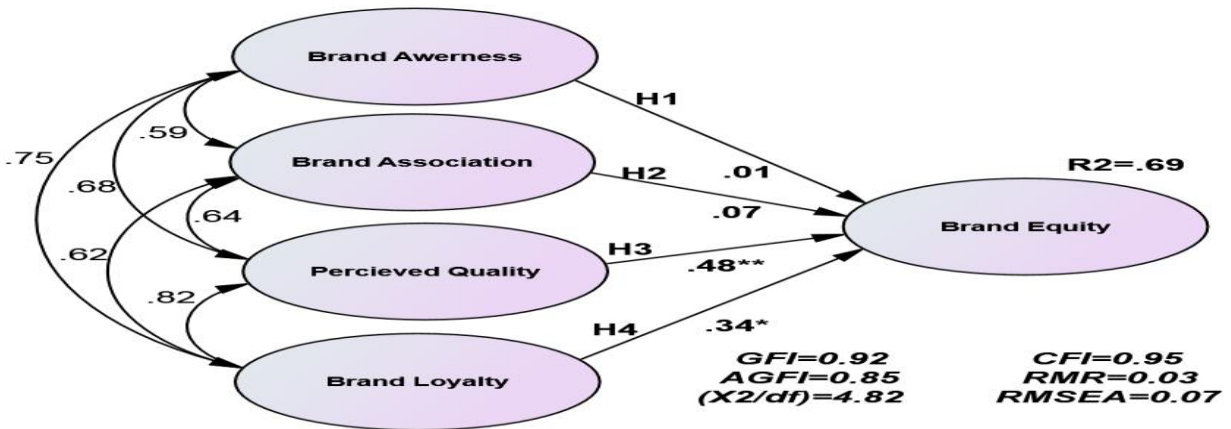 Brand Awerness
H1
.59
.75
Brand Association
H2
.01
R2=.69
.68
.07
.64
Brand Equity
H3
.62
Percieved Quality
.48**
.82
H4
.34*
Brand Loyalty
GFI=0.92
AGFI=0.85
(X2/df)=4.82
CFI=0.95
RMR=0.03
RMSEA=0.07